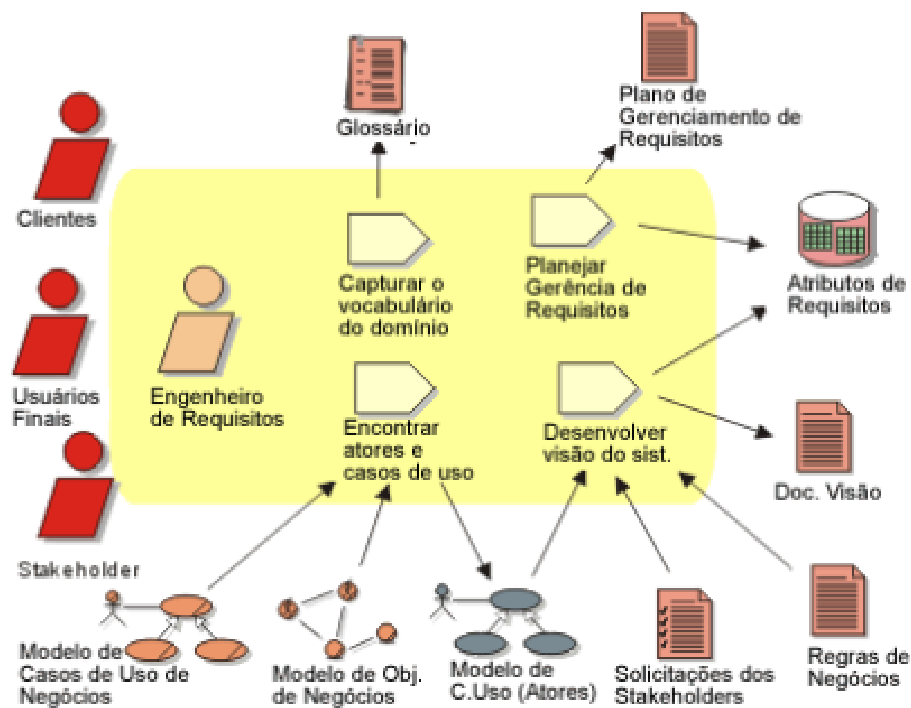 Glossário
Plano de
Gerenciamento de
Requisitos
Clientes
Capturar o
vocabulário
do domínio
Planejar
Gerência de
Requisitos
Atributos de
Requisitos
Usuários
Finais
Engenheiro
de Requisitos
Encontrar
atores e
casos de uso
Desenvolver
visão do sist.
Doc. Visão
Stakeholder
Modelo de
Casos de Uso de
Negócios
Modelo de Obj.
de Negócios
Modelo de
C.Uso (Atores)
Solicitações dos
Stakeholders
Regras de
Negócios